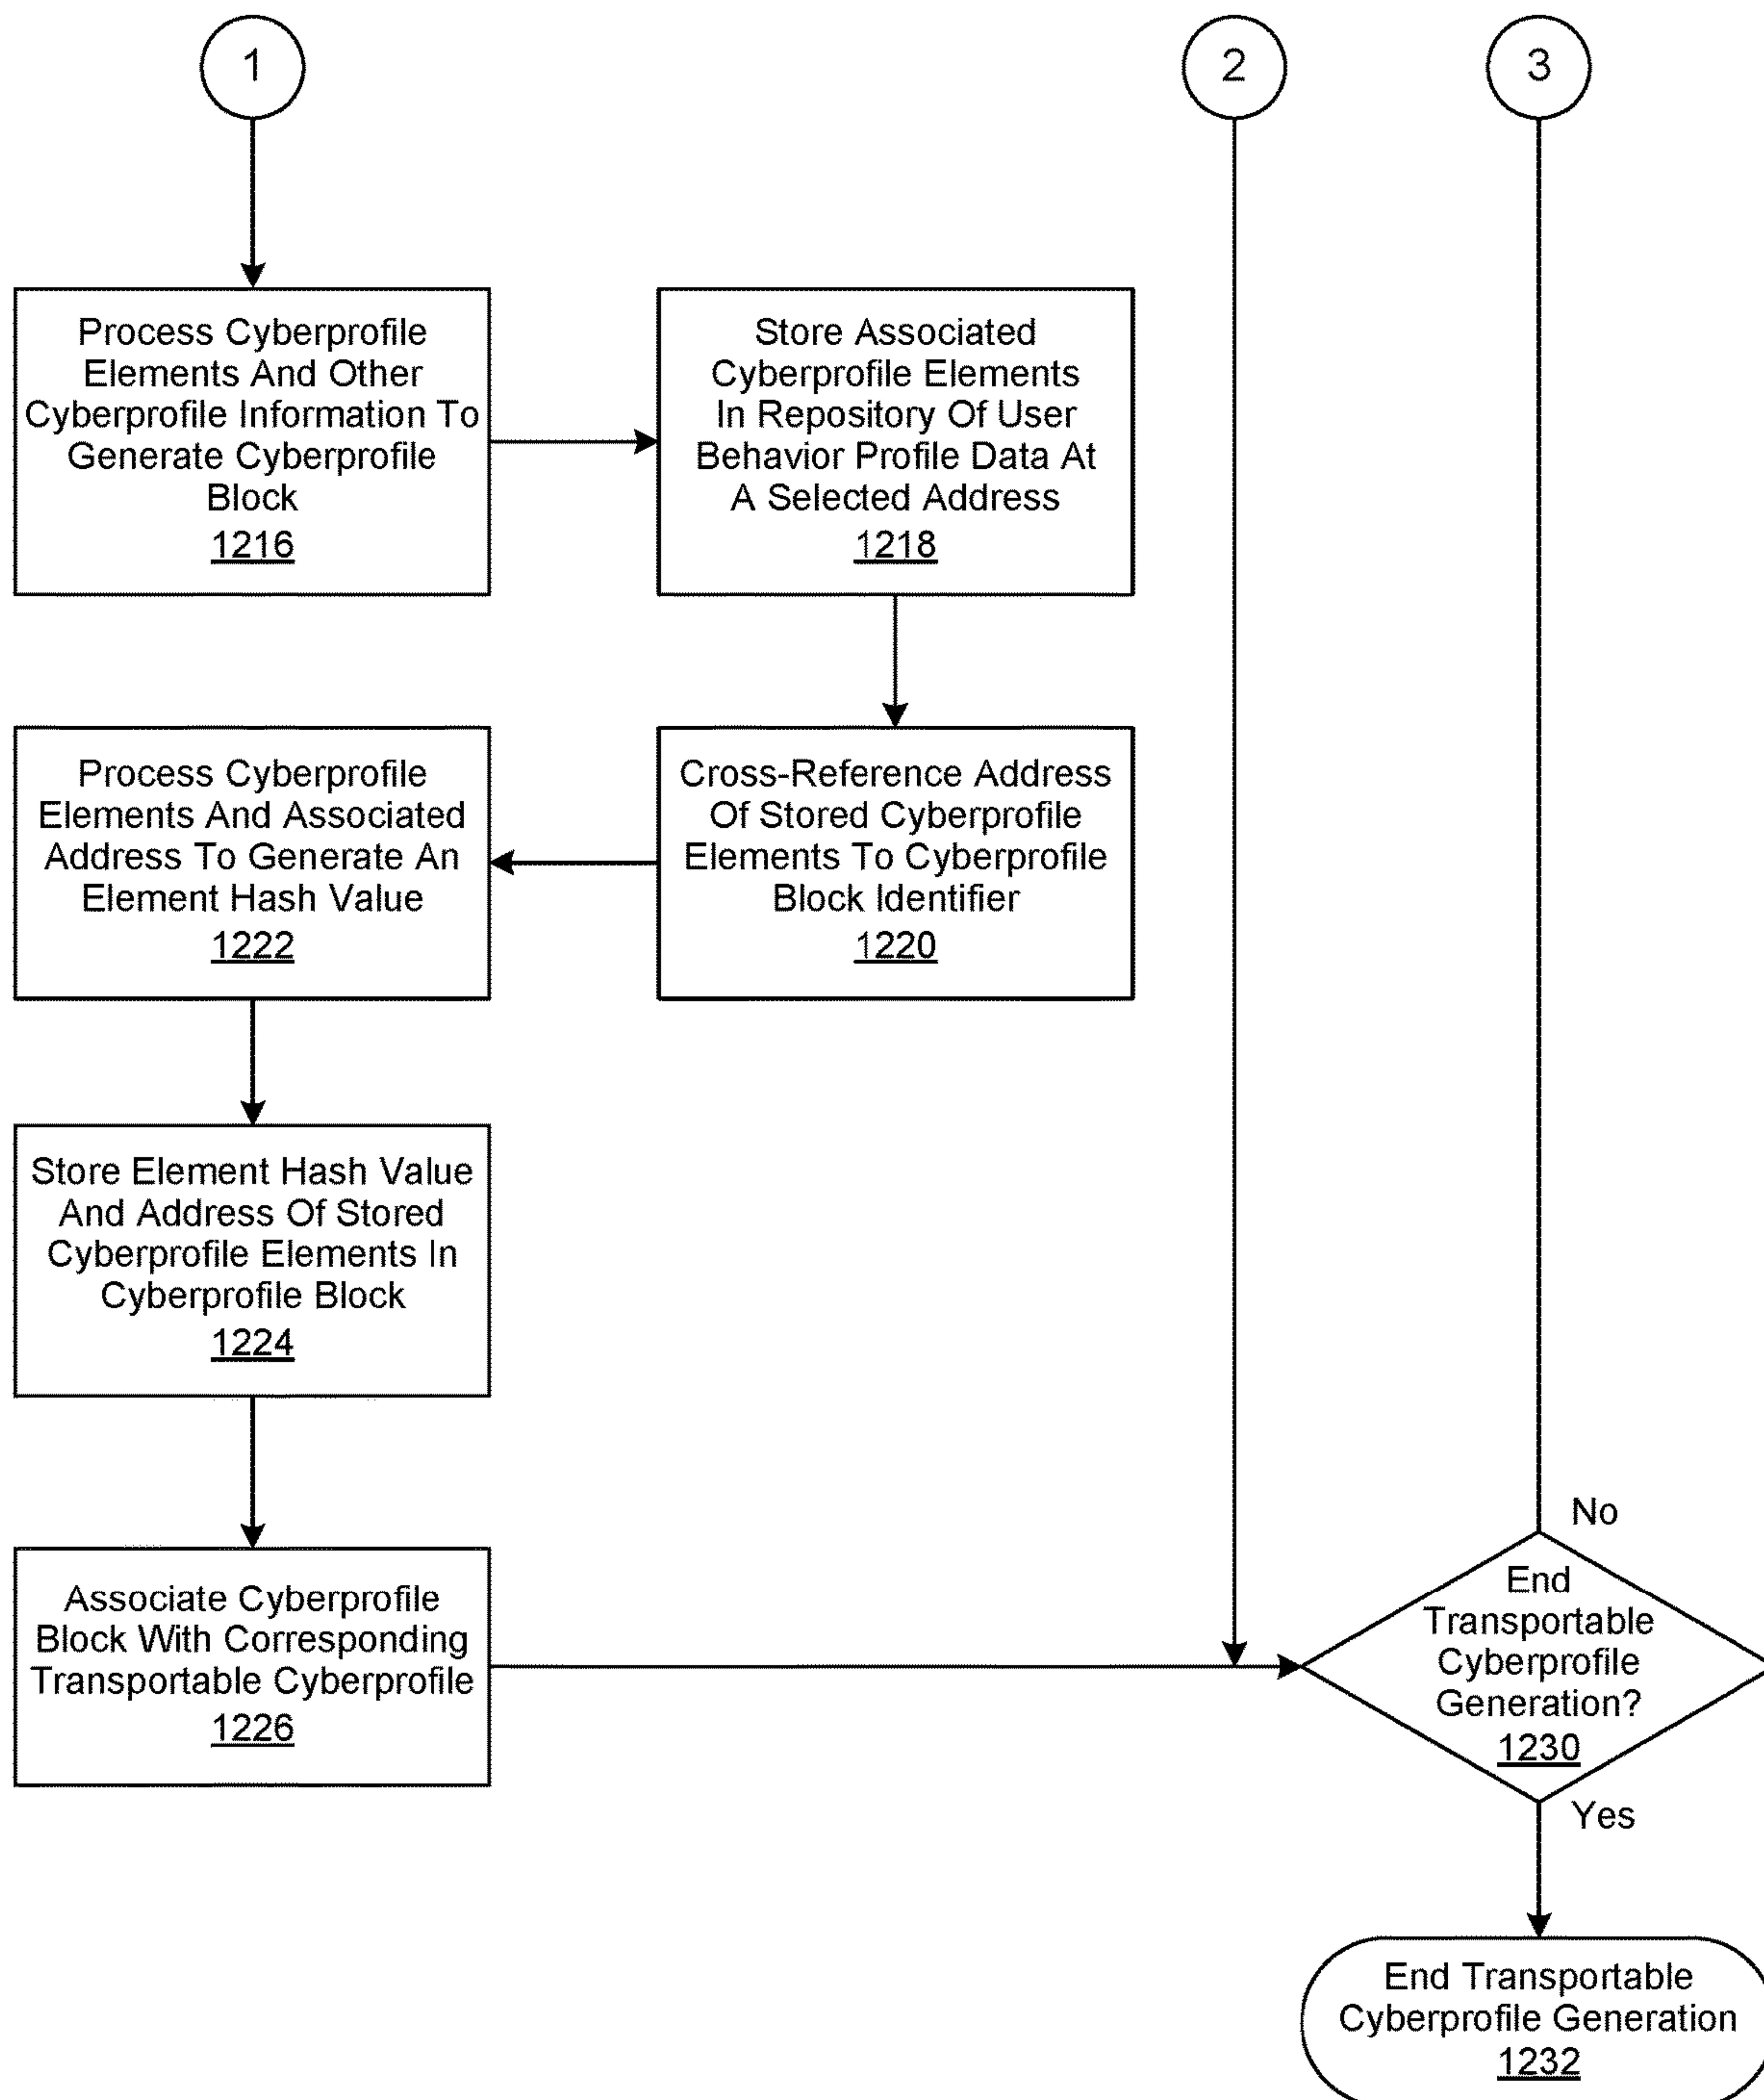 1
2
3
Process Cyberprofile
Elements And Other
Cyberprofile Information To
Generate Cyberprofile
Block
1216
Store Associated
Cyberprofile Elements
In Repository Of User
Behavior Profile Data At
A Selected Address
1218
Process Cyberprofile
Elements And Associated
Address To Generate An
Element Hash Value
1222
Cross-Reference Address
Of Stored Cyberprofile
Elements To Cyberprofile
Block Identifier
1220
Store Element Hash Value
And Address Of Stored
Cyberprofile Elements In
Cyberprofile Block
1224
Associate Cyberprofile
Block With Corresponding
Transportable Cyberprofile
1226
No
End
Transportable
Cyberprofile
Generation?
1230
Yes
End Transportable
Cyberprofile Generation
1232